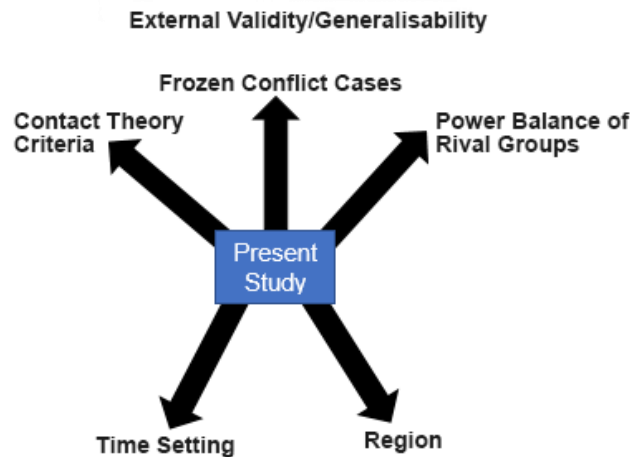 External Validity/Generalisability
Frozen Conflict Cases
Contact Theory
Criteria
Power Balance of
Rival Groups
Present
Study
Time Setting
Region